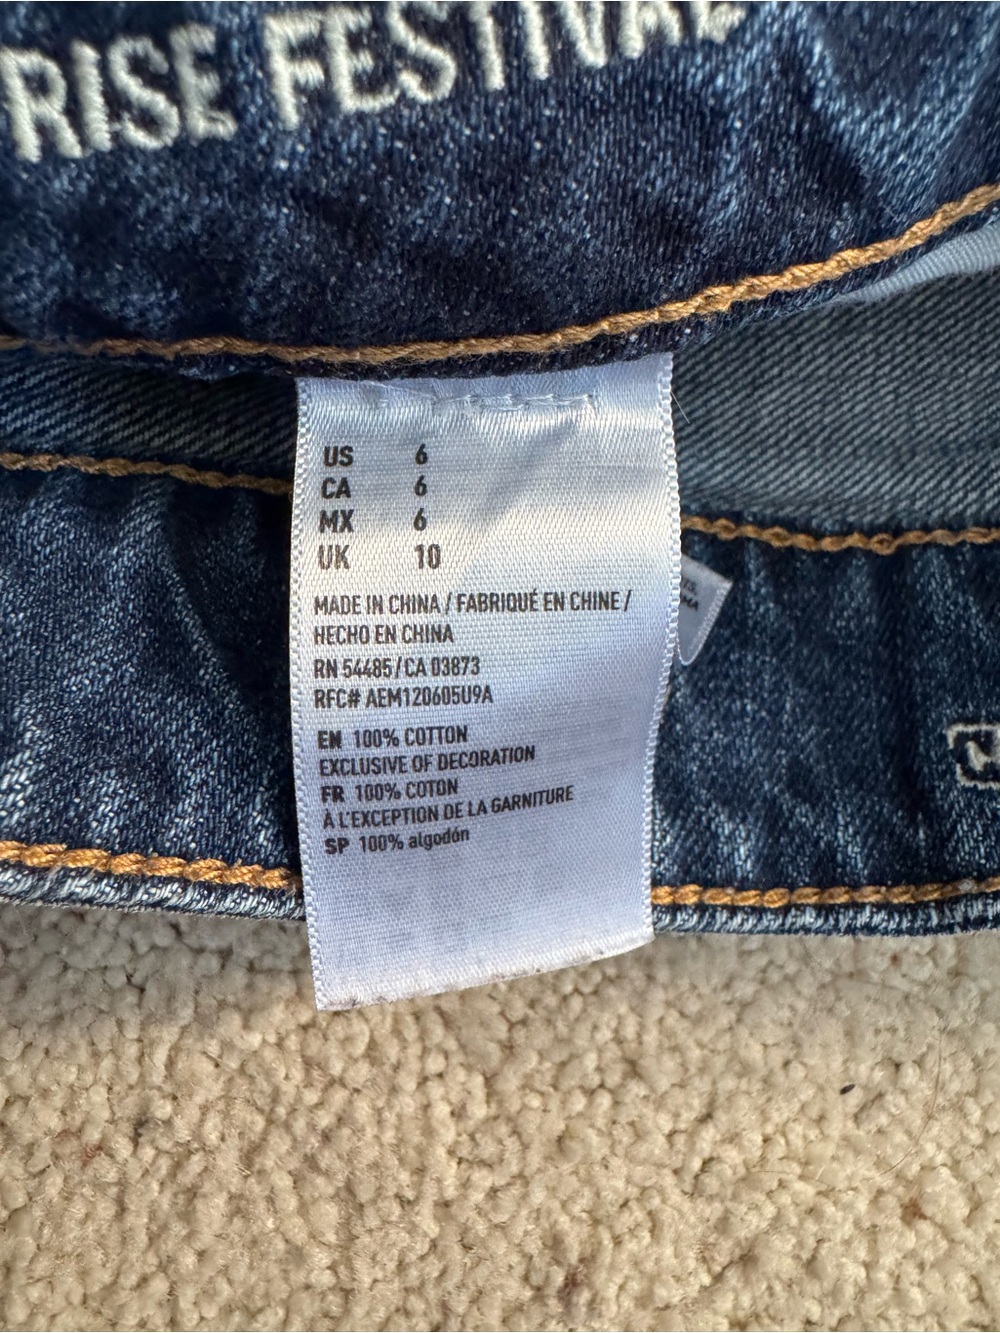 RISE FESTIVAL
US 6
CA 6
MX 6
UK 10
MADE IN CHINA / FABRIQUÉ EN CHINE /
HECHO EN CHINA
RN 54485/CA 03873
RFC# AEM120605U9A
EN 100% COTTON
EXCLUSIVE OF DECORATION
FR 100% COTON
À L'EXCEPTION DE LA GARNITURE
SP 100% algodón